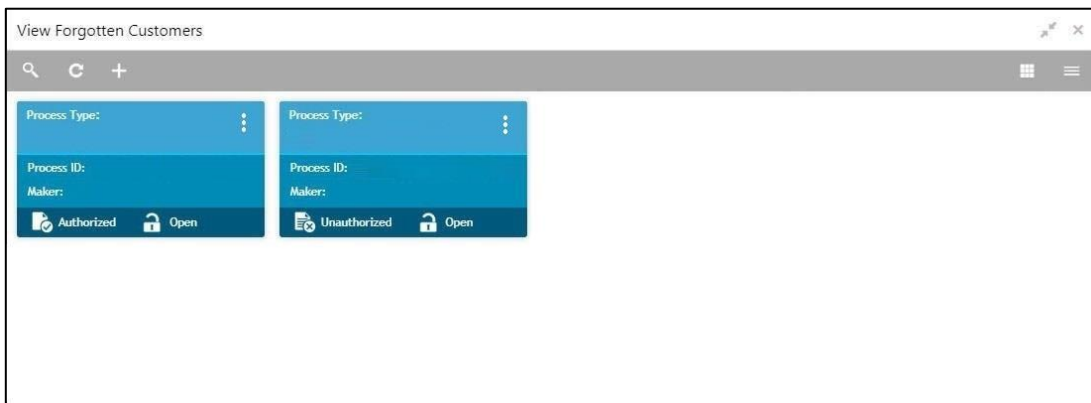 View Forgotten Customers
Process Type:
Process ID:
Maker:
Authorized Open
Process Type:
Process ID:
Maker:
Unauthorized Open